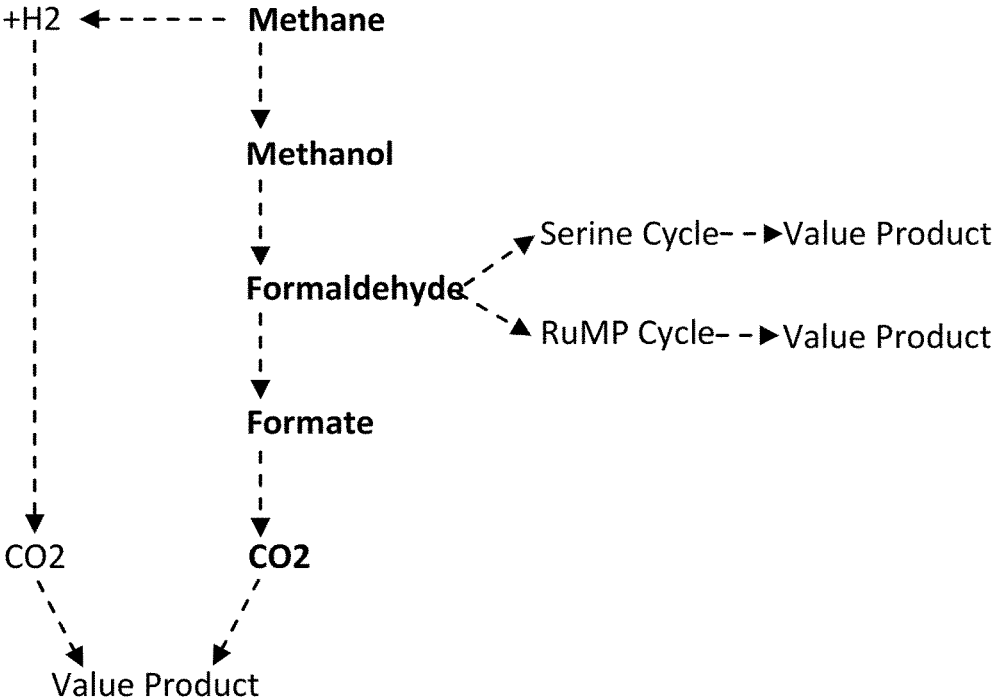 +H2
Methane
Methanol
Serine Cycle
Value Product
Formaldehyde
RuMP Cycle
Value Product
Formate
CO2
CO2
Value Product